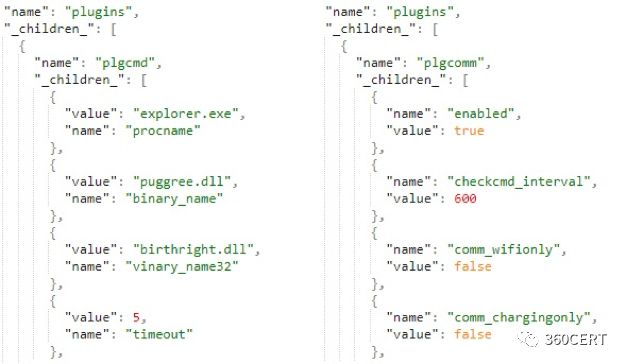 "name": "plugins",
"_children_": [
{
"name": "plgcmd",
"_children_": [
{
"value": "explorer.exe",
"name": "procname"
},
{
"value": "puggree.dll",
"name": "binary_name"
},
{
"value": "birthright.dll",
"name": "vinary_name32"
},
{
"value": 5,
"name": "timeout"
},
"name": "plugins",
"_children_": [
{
"name": "plgcomm",
"_children_": [
{
"name": "enabled",
"value": true
},
{
"name": "checkcmd_interval",
"value": 600
},
{
"name": "comm_wifionly",
"value": false
},
{
"name": "comm_chargingonly",
"value": false
},
360CERT